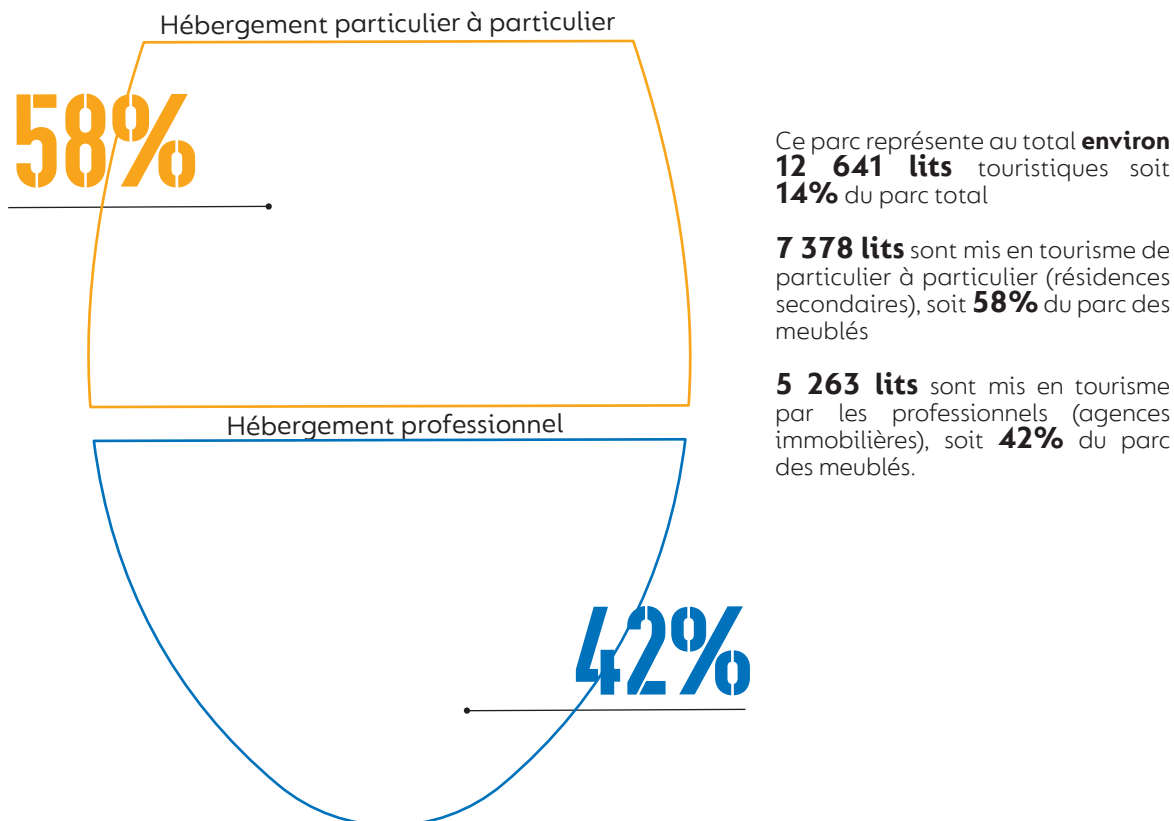 Hébergement particulier à particulier
58%
Hébergement professionnel
42%
Ce parc représente au total environ
12 641 lits touristiques soit
14% du parc total
7 378 lits sont mis en tourisme de
particulier à particulier (résidences
secondaires), soit 58% du parc des
meublés
5 263 lits sont mis en tourisme
par les professionnels (agences
immobilières), soit 42% du parc
des meublés.